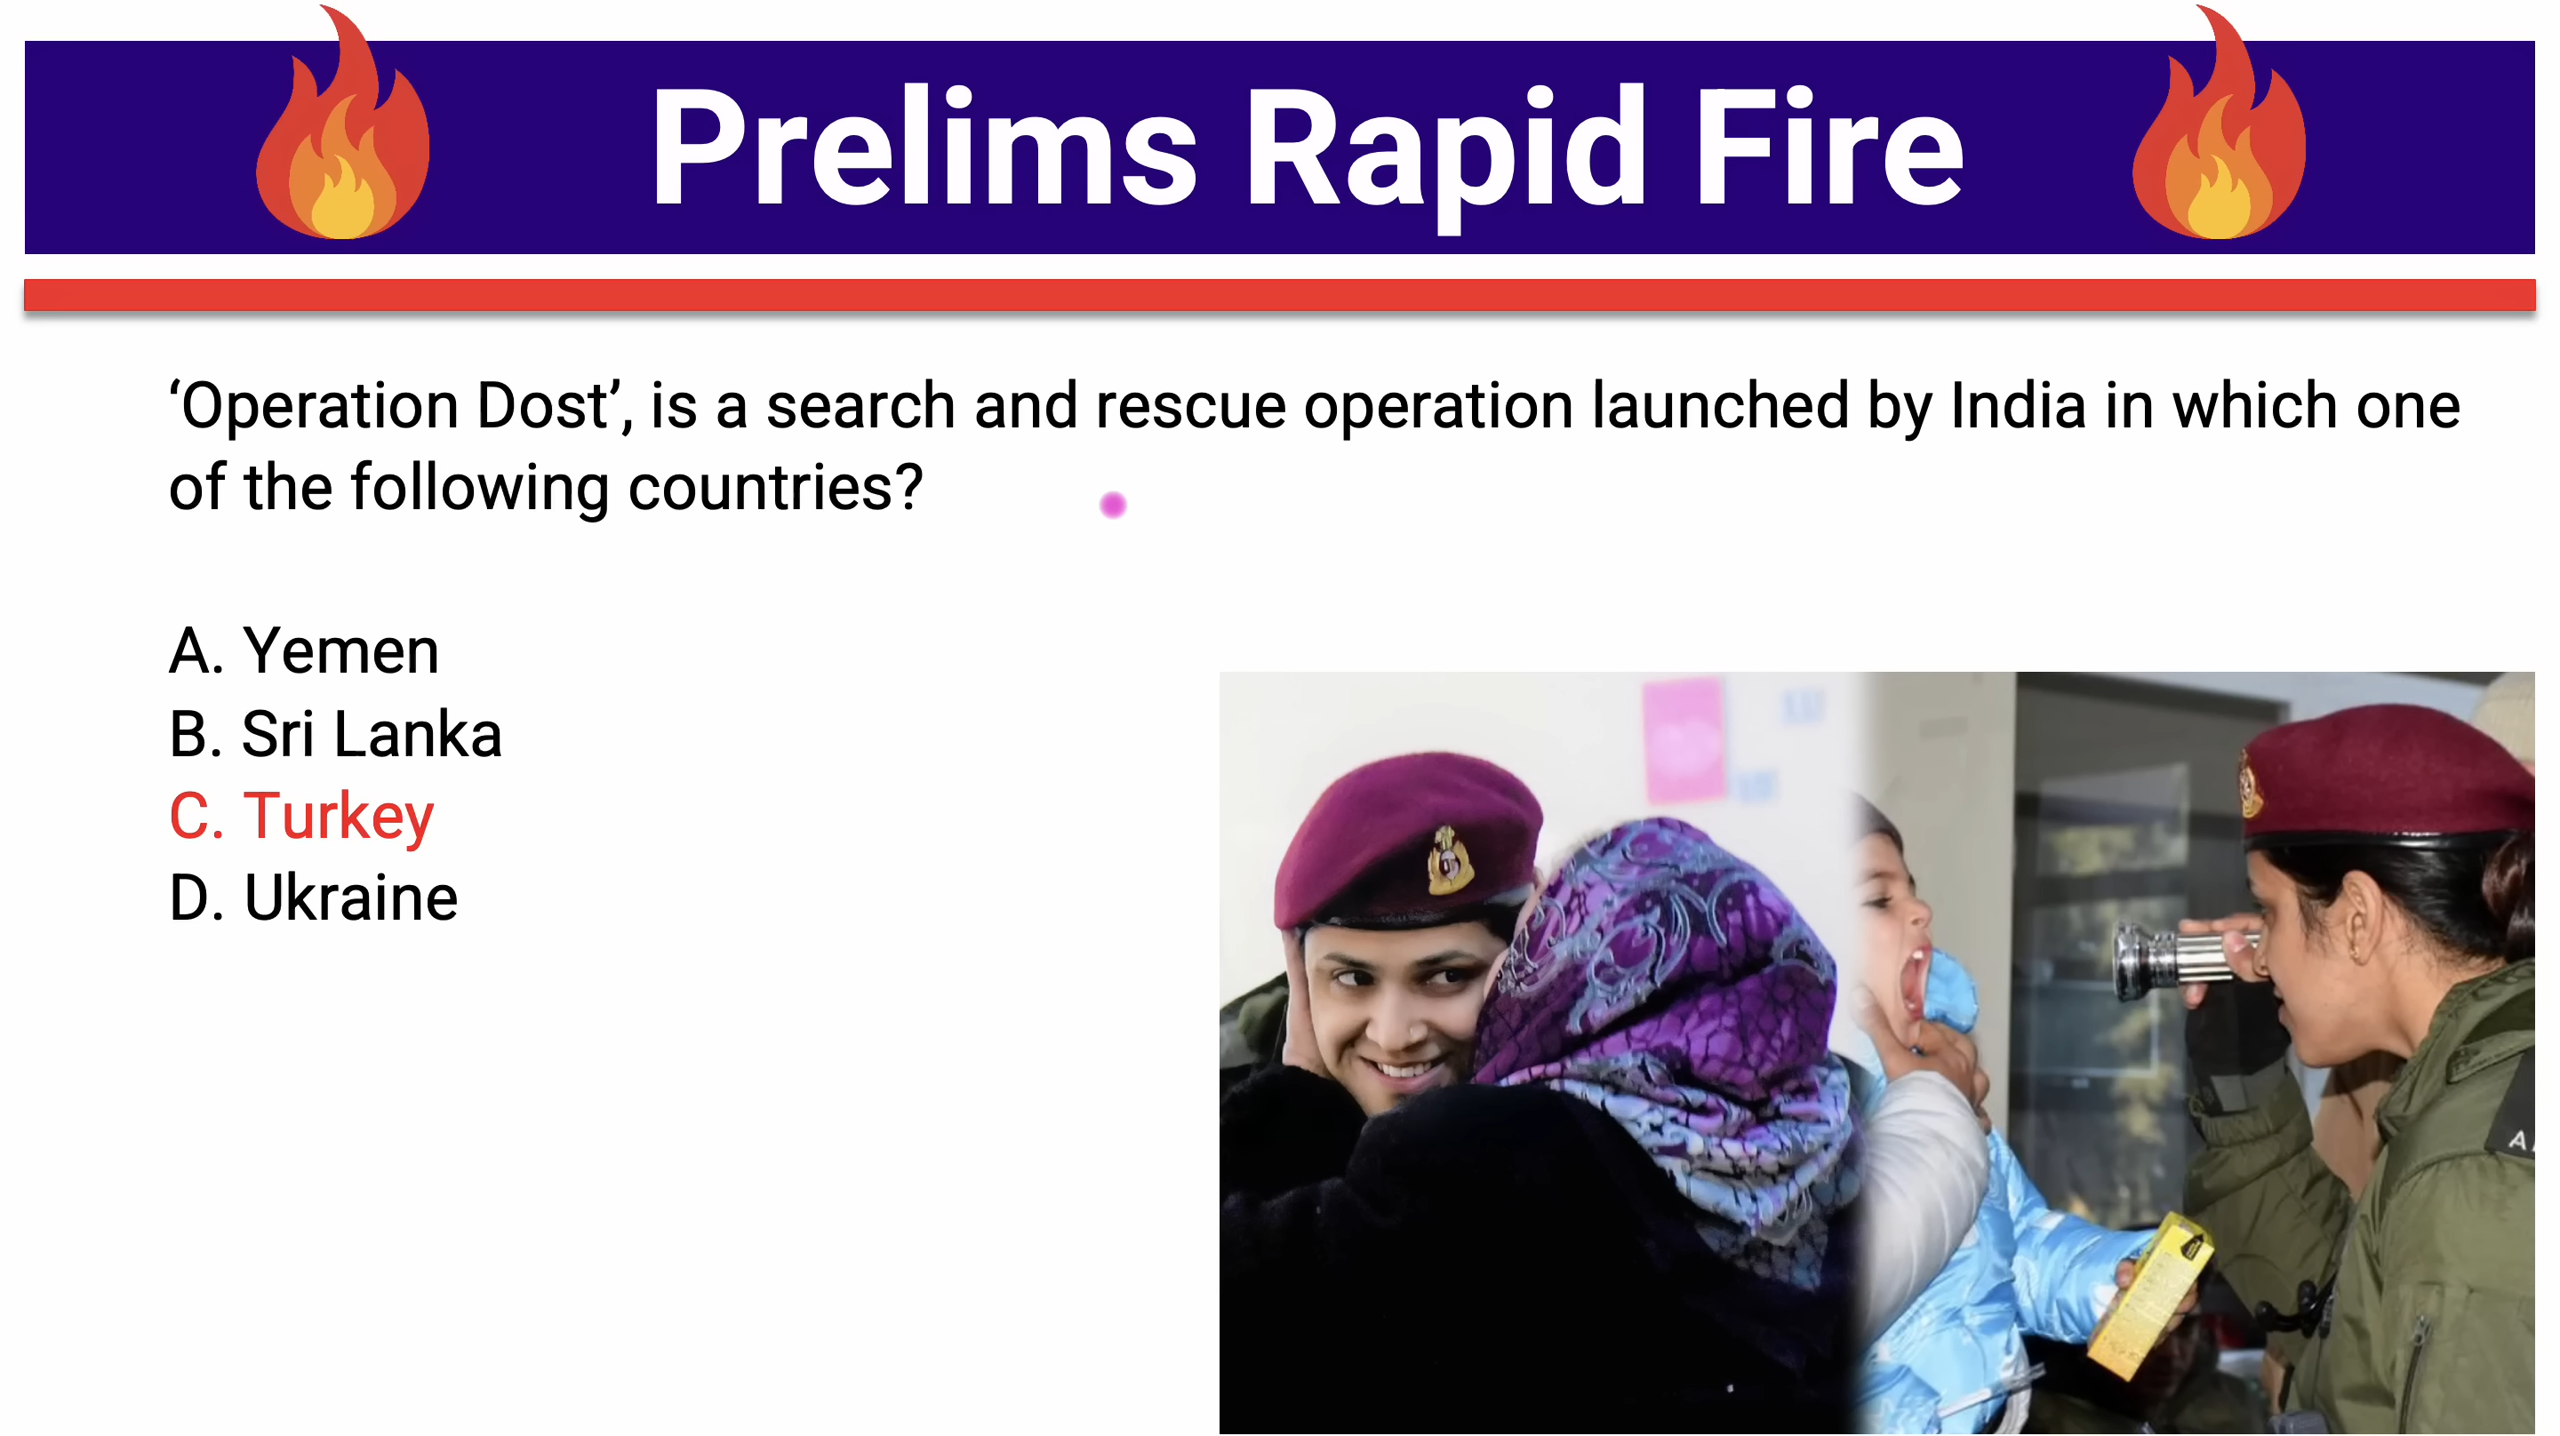 Prelims Rapid Fire
‘Operation Dost’, is a search and rescue operation launched by India in which one
of the following countries?
A. Yemen
B. Sri Lanka
C. Turkey
D. Ukraine